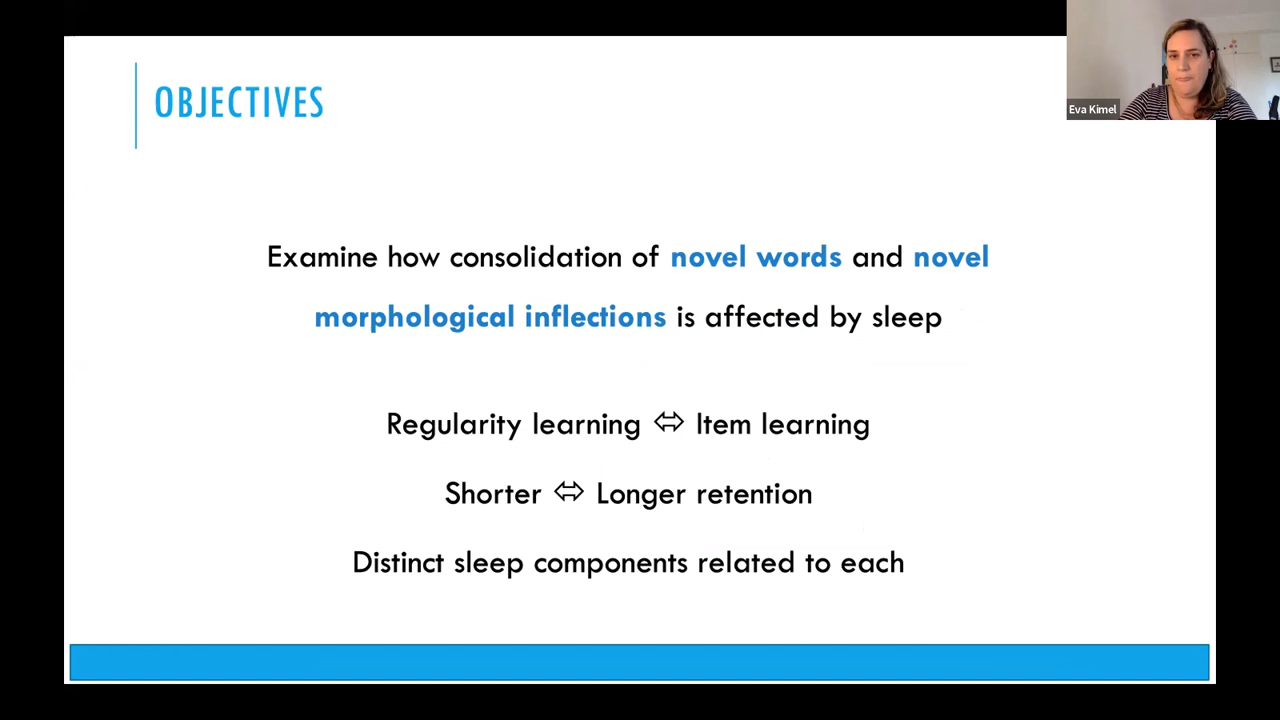 OBJECTIVES
Eva Kimel
Examine how consolidation of novel words and novel
morphological inflections is affected by sleep
Regularity learning ⇔ Item learning
Shorter ⇔ Longer retention
Distinct sleep components related to each